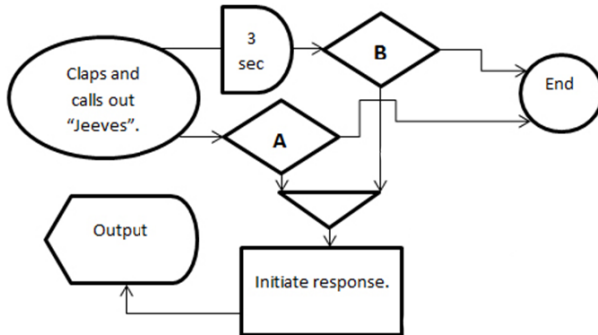 Claps and
calls out
“Jeeves”.
3
sec
B
End
A
Output
Initiate response.